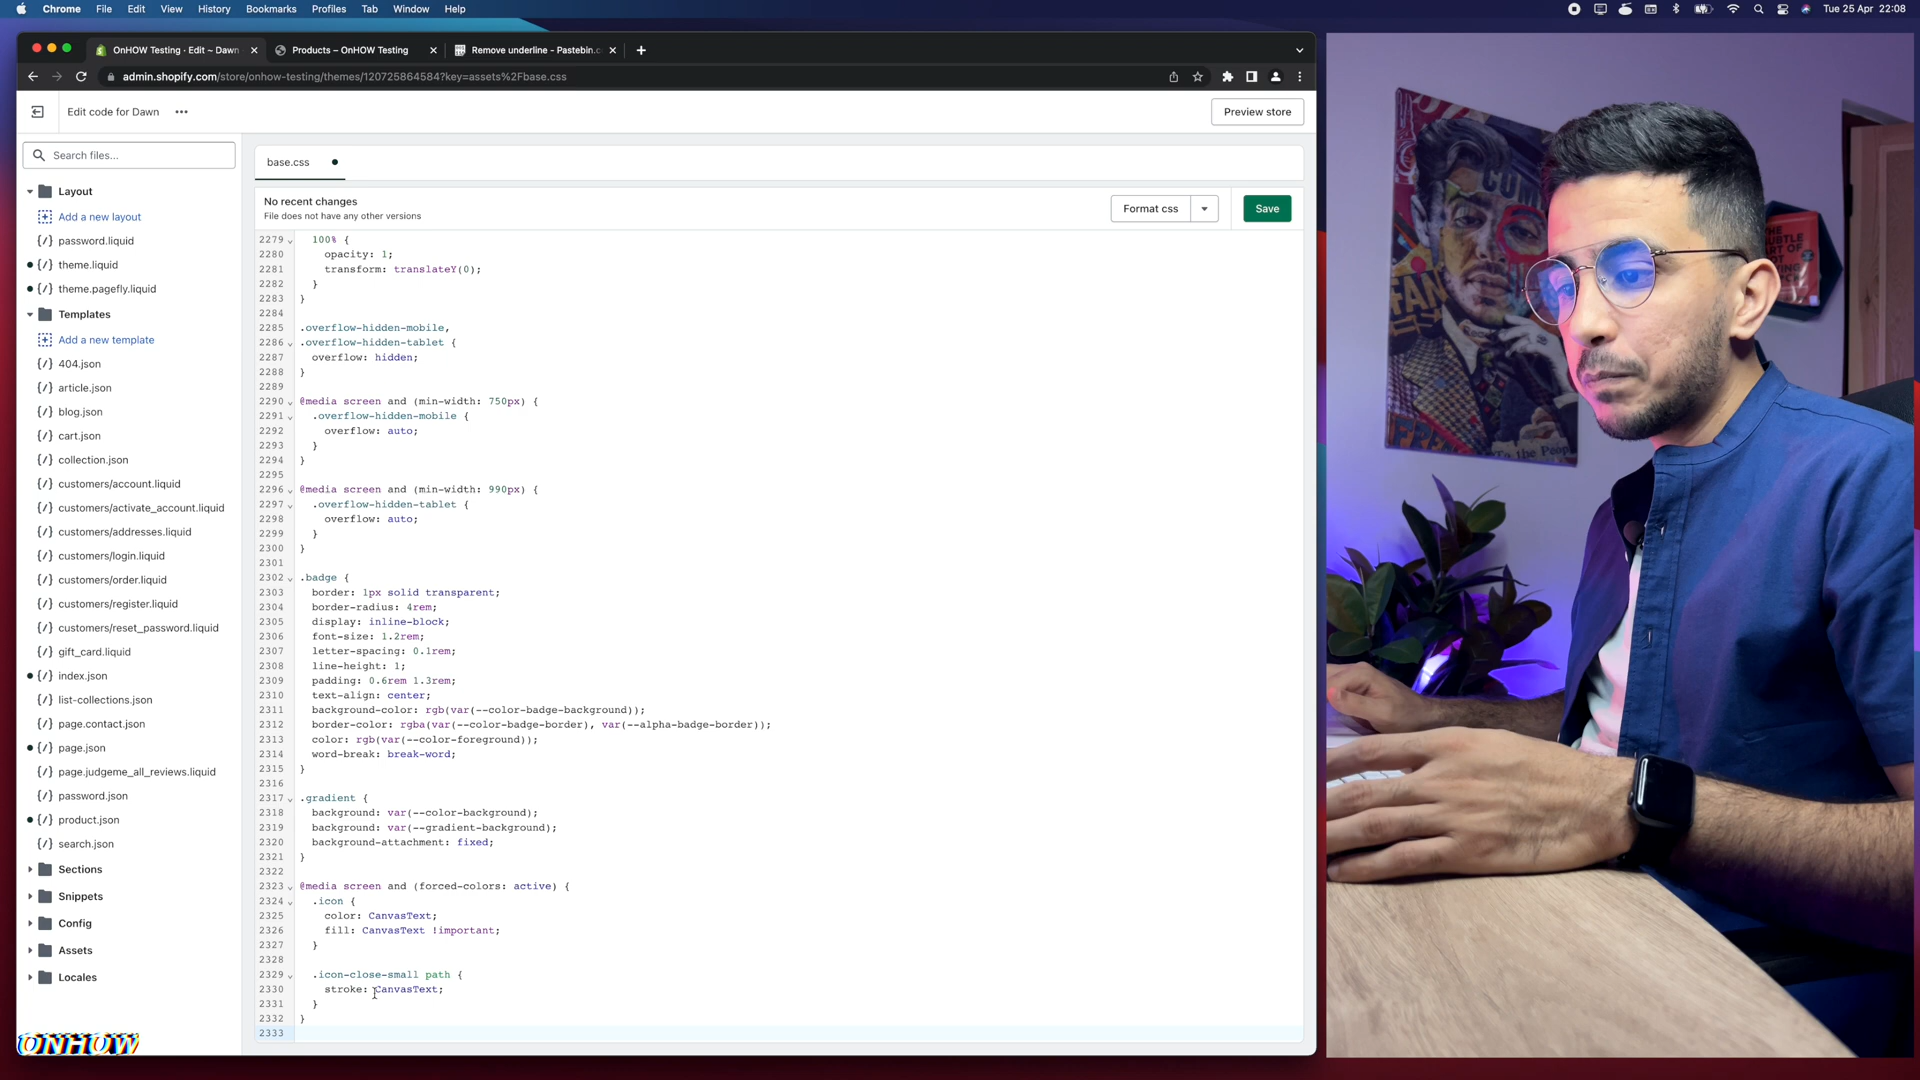 Chrome File Edit View History Bookmarks Profiles Tab Window Help Tue 25 Apr 22:08
OnHOW Testing · Edit ~ Dawn Products – OnHOW Testing Remove underline - Pastebin.c
admin.shopify.com/store/onhow-testing/themes/120725864584?key=assets%2Fbase.css
Edit code for Dawn ••• Preview store
Search files...
Layout
Add a new layout
{/} password.liquid
{/} theme.liquid
{/} theme.pagefly.liquid
Templates
Add a new template
{/} 404.json
{/} article.json
{/} blog.json
{/} cart.json
{/} collection.json
{/} customers/account.liquid
{/} customers/activate_account.liquid
{/} customers/addresses.liquid
{/} customers/login.liquid
{/} customers/order.liquid
{/} customers/register.liquid
{/} customers/reset_password.liquid
{/} gift_card.liquid
{/} index.json
{/} list-collections.json
{/} page.contact.json
{/} page.json
{/} page.judgeme_all_reviews.liquid
{/} password.json
{/} product.json
{/} search.json
Sections
Snippets
Config
Assets
Locales
ONHOW
base.css
No recent changes
File does not have any other versions
Format css Save
2279 100% {
2280 opacity: 1;
2281 transform: translateY(0);
2282 }
2283 }
2284
2285 .overflow-hidden-mobile,
2286 .overflow-hidden-tablet {
2287 overflow: hidden;
2288 }
2289
2290 @media screen and (min-width: 750px) {
2291 .overflow-hidden-mobile {
2292 overflow: auto;
2293 }
2294 }
2295
2296 @media screen and (min-width: 990px) {
2297 .overflow-hidden-tablet {
2298 overflow: auto;
2299 }
2300 }
2301
2302 .badge {
2303 border: 1px solid transparent;
2304 border-radius: 4rem;
2305 display: inline-block;
2306 font-size: 1.2rem;
2307 letter-spacing: 0.1rem;
2308 line-height: 1;
2309 padding: 0.6rem 1.3rem;
2310 text-align: center;
2311 background-color: rgb(var(--color-badge-background));
2312 border-color: rgba(var(--color-badge-border), var(--alpha-badge-border));
2313 color: rgb(var(--color-foreground));
2314 word-break: break-word;
2315 }
2316
2317 .gradient {
2318 background: var(--color-background);
2319 background: var(--gradient-background);
2320 background-attachment: fixed;
2321 }
2322
2323 @media screen and (forced-colors: active) {
2324 .icon {
2325 color: CanvasText;
2326 fill: CanvasText !important;
2327 }
2328
2329 .icon-close-small path {
2330 stroke: CanvasText;
2331 }
2332 }
2333
THE
SUBTLE
ART OF
To the People